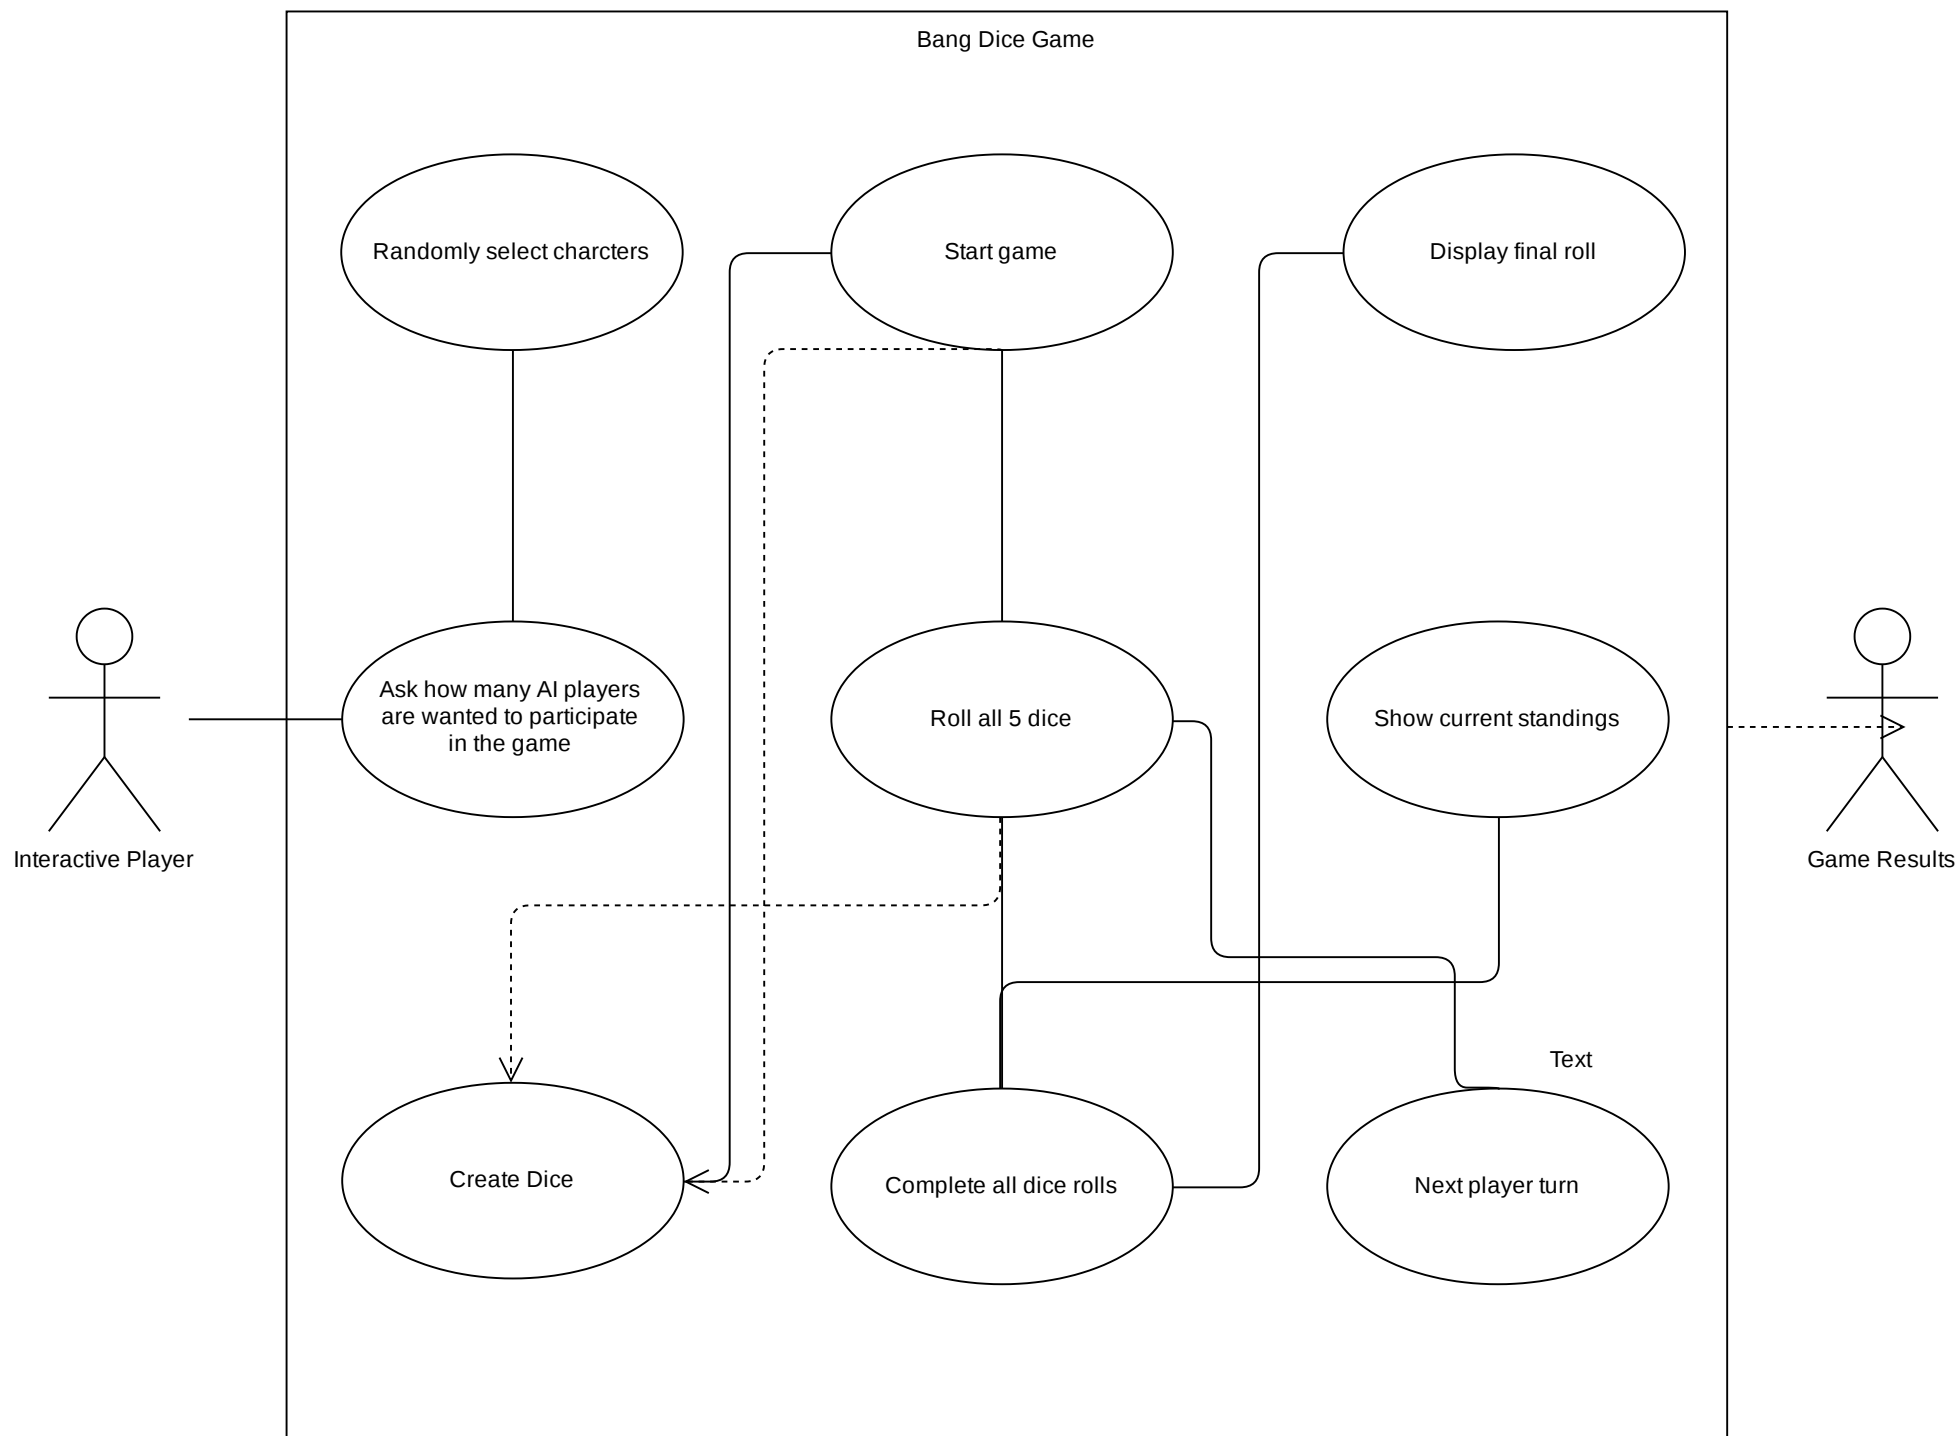 Bang Dice Game
Randomly select charcters
Start game
Display final roll
Ask how many AI players
are wanted to participate
in the game
Roll all 5 dice
Show current standings
Interactive Player
Game Results
Text
Create Dice
Complete all dice rolls
Next player turn